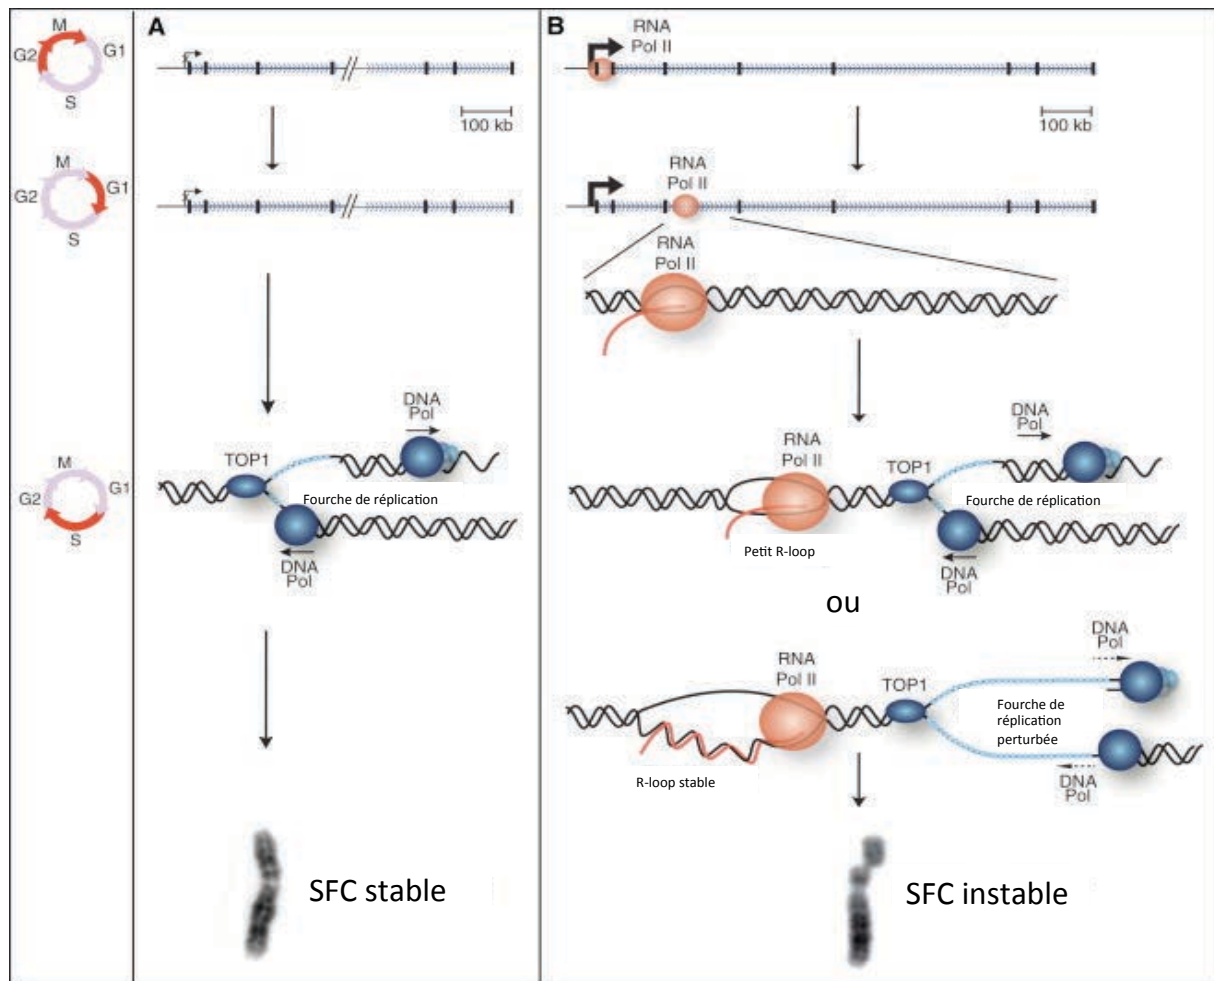 M
G2
G1
S
A
100 kb
B
RNA
Pol II
100 kb
M
G2
G1
S
RNA
Pol II
RNA
Pol II
M
G2
G1
S
DNA
Pol
TOP1
Fourche de réplication
DNA
Pol
SFC stable
RNA
Pol II
Petit R-loop
TOP1
DNA
Pol
Fourche de réplication
DNA
Pol
ou
RNA
Pol II
R-loop stable
TOP1
DNA
Pol
Fourche de
réplication
perturbée
DNA
Pol
SFC instable